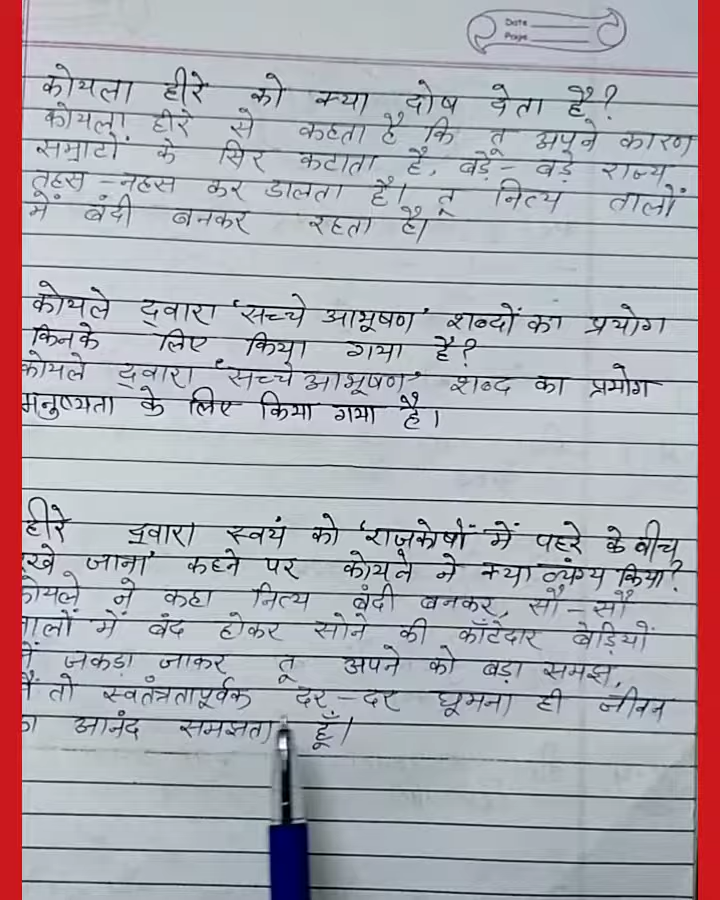 Date
Page
कोयला हीरे को क्या दोष देता है?
कोयला हीरे से कहता है कि तू अपने कारण
सम्राटों के सिर कटाता है, बड़े-बड़े राज्य
तहस-नहस कर डालता है। तू नित्य तालों
में बंदी बनकर रहता है।
कोयले द्वारा 'सच्चे आभूषण' शब्दों का प्रयोग
किनके लिए किया गया है?
कोयले द्वारा 'सच्चे आभूषण' शब्द का प्रयोग
मनुष्यता के लिए किया गया है।
हीरे द्वारा स्वयं को 'राजकोषों में पहरे के बीच
रखे जाना' कहने पर कोयले ने क्या व्यंग्य किया?
कोयले ने कहा नित्य बंदी बनकर, सौ-सौ
तालों में बंद होकर सोने की काँटेदार बेड़ियों
में जकड़ा जाकर तू अपने को बड़ा समझ,
मैं तो स्वतंत्रतापूर्वक दर-दर घूमना ही जीवन
का आनंद समझता हूँ।